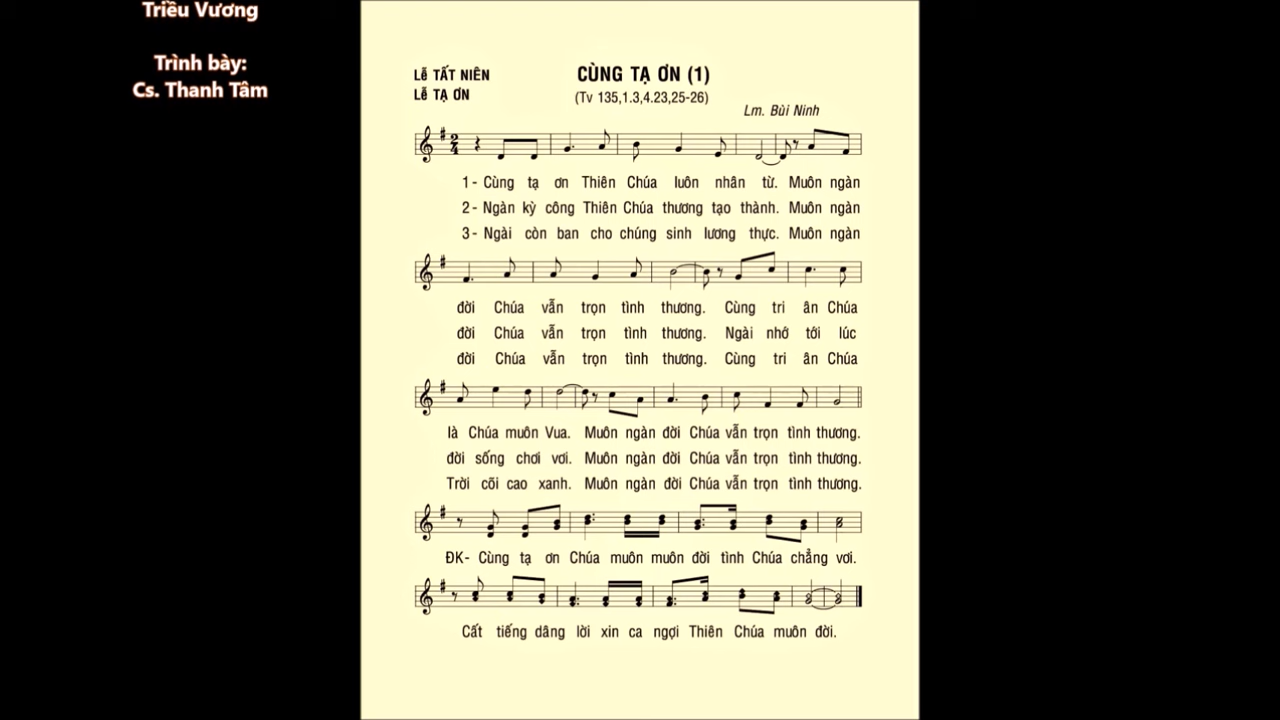 Triều Vương
Trình bày:
Cs. Thanh Tâm
LỄ TẤT NIÊN
LỄ TẠ ƠN
CÙNG TẠ ƠN (1)
(Tv 135,1.3,4.23,25-26)
Lm. Bùi Ninh
1- Cùng tạ ơn Thiên Chúa luôn nhân từ. Muôn ngàn
2- Ngàn kỳ công Thiên Chúa thương tạo thành. Muôn ngàn
3- Ngài còn ban cho chúng sinh lương thực. Muôn ngàn
đời Chúa vẫn trọn tình thương. Cùng tri ân Chúa
đời Chúa vẫn trọn tình thương. Ngài nhớ tới lúc
đời Chúa vẫn trọn tình thương. Cùng tri ân Chúa
là Chúa muôn Vua. Muôn ngàn đời Chúa vẫn trọn tình thương.
đời sống chơi vơi. Muôn ngàn đời Chúa vẫn trọn tình thương.
Trời cõi cao xanh. Muôn ngàn đời Chúa vẫn trọn tình thương.
ĐK- Cùng tạ ơn Chúa muôn muôn đời tình Chúa chẳng vơi.
Cất tiếng dâng lời xin ca ngợi Thiên Chúa muôn đời.